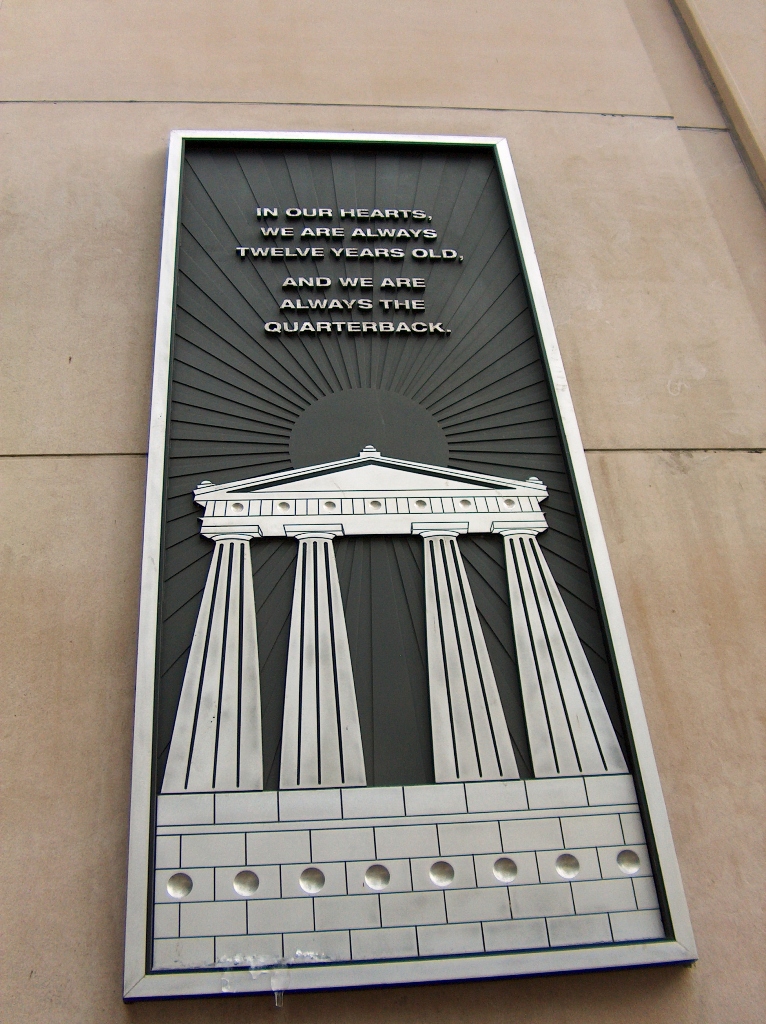 IN OUR HEARTS,
WE ARE ALWAYS
TWELVE YEARS OLD,
AND WE ARE
ALWAYS THE
QUARTERBACK.